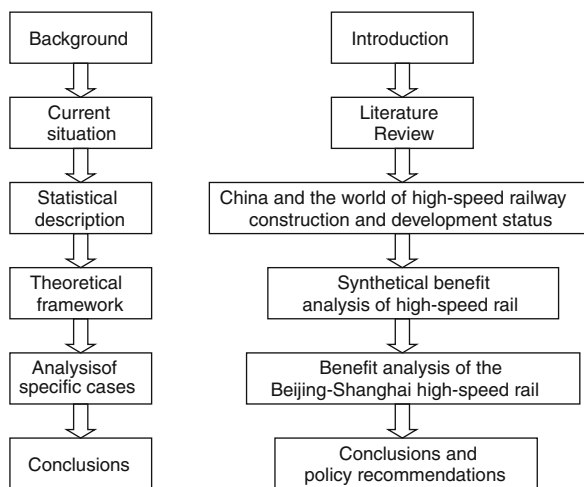 Background
Introduction
Current
situation
Literature
Review
Statistical
description
China and the world of high-speed railway
construction and development status
Theoretical
framework
Synthetical benefit
analysis of high-speed rail
Analysisof
specific cases
Benefit analysis of the
Beijing-Shanghai high-speed rail
Conclusions
Conclusions and
policy recommendations